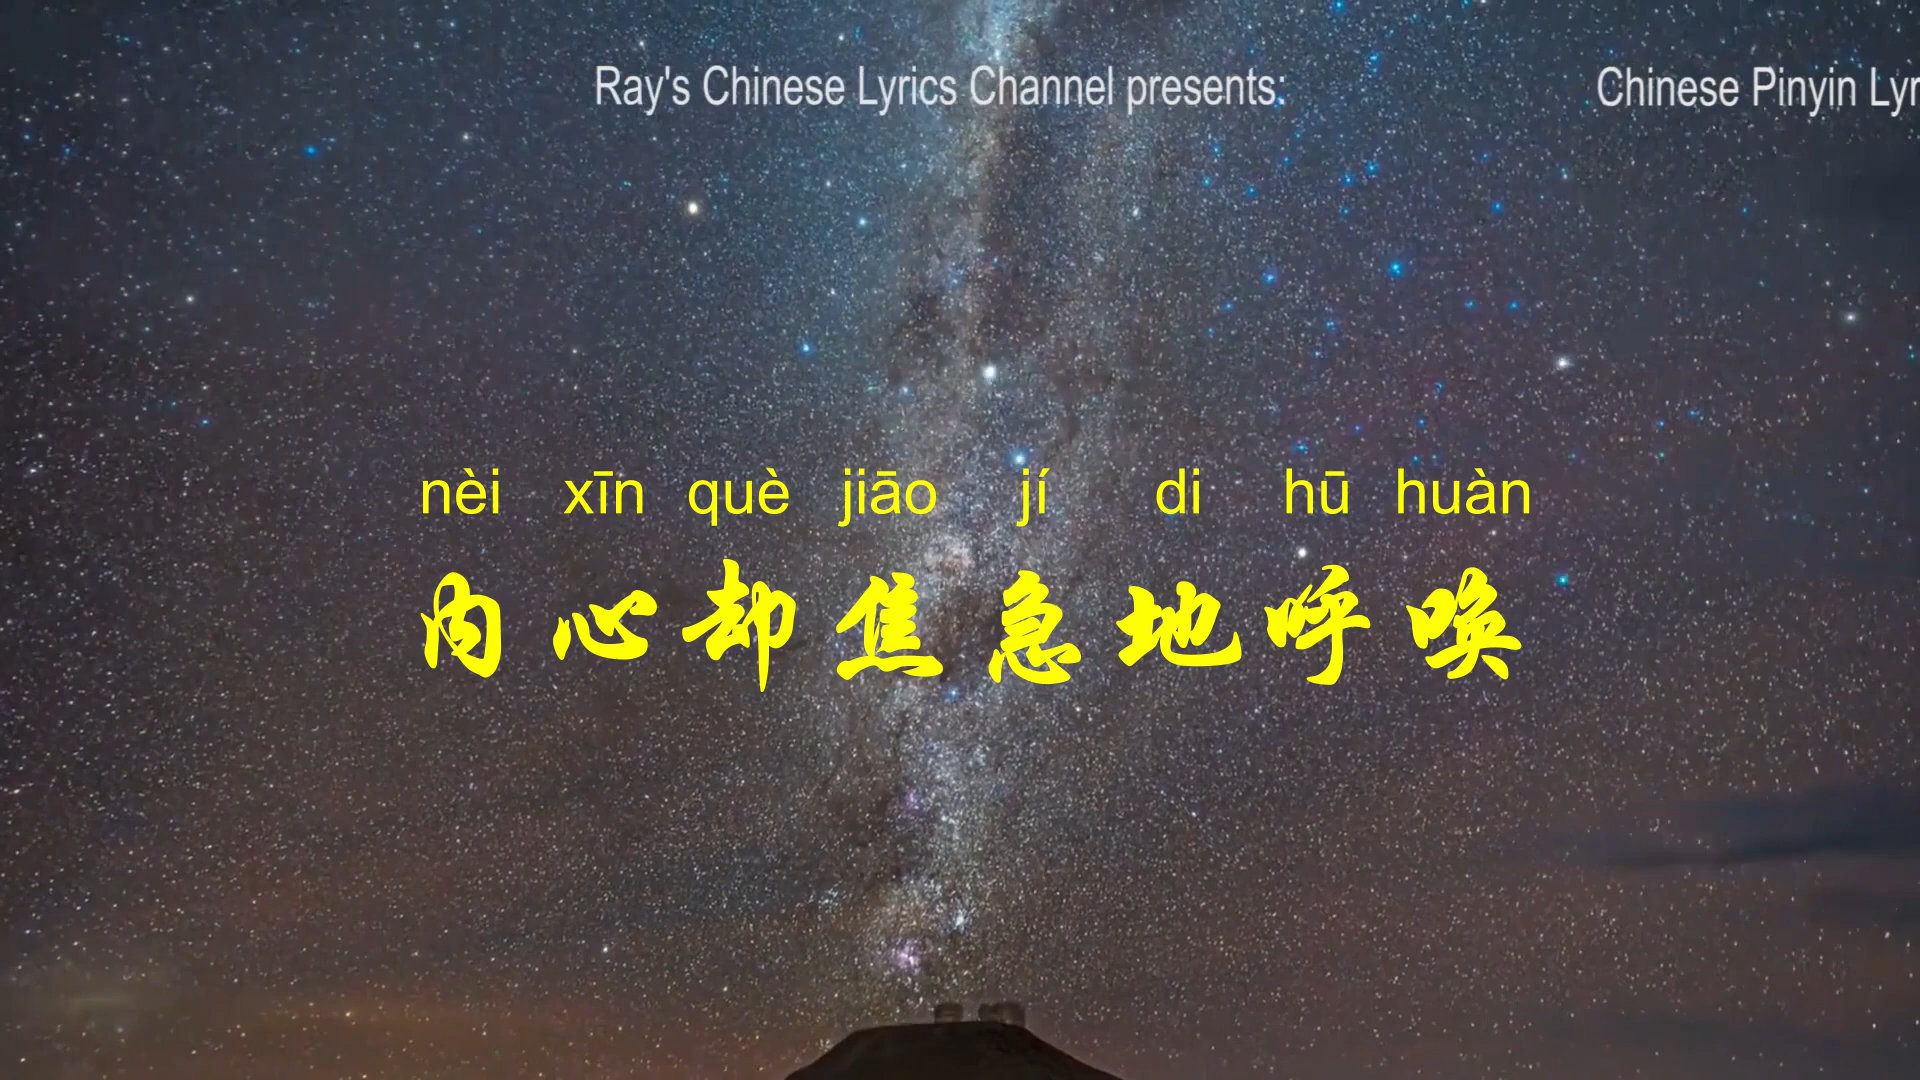 Ray's Chinese Lyrics Channel presents: Chinese Pinyin Lyr
nèi xīn què jiāo jí di hū huàn
内心却焦急地呼唤